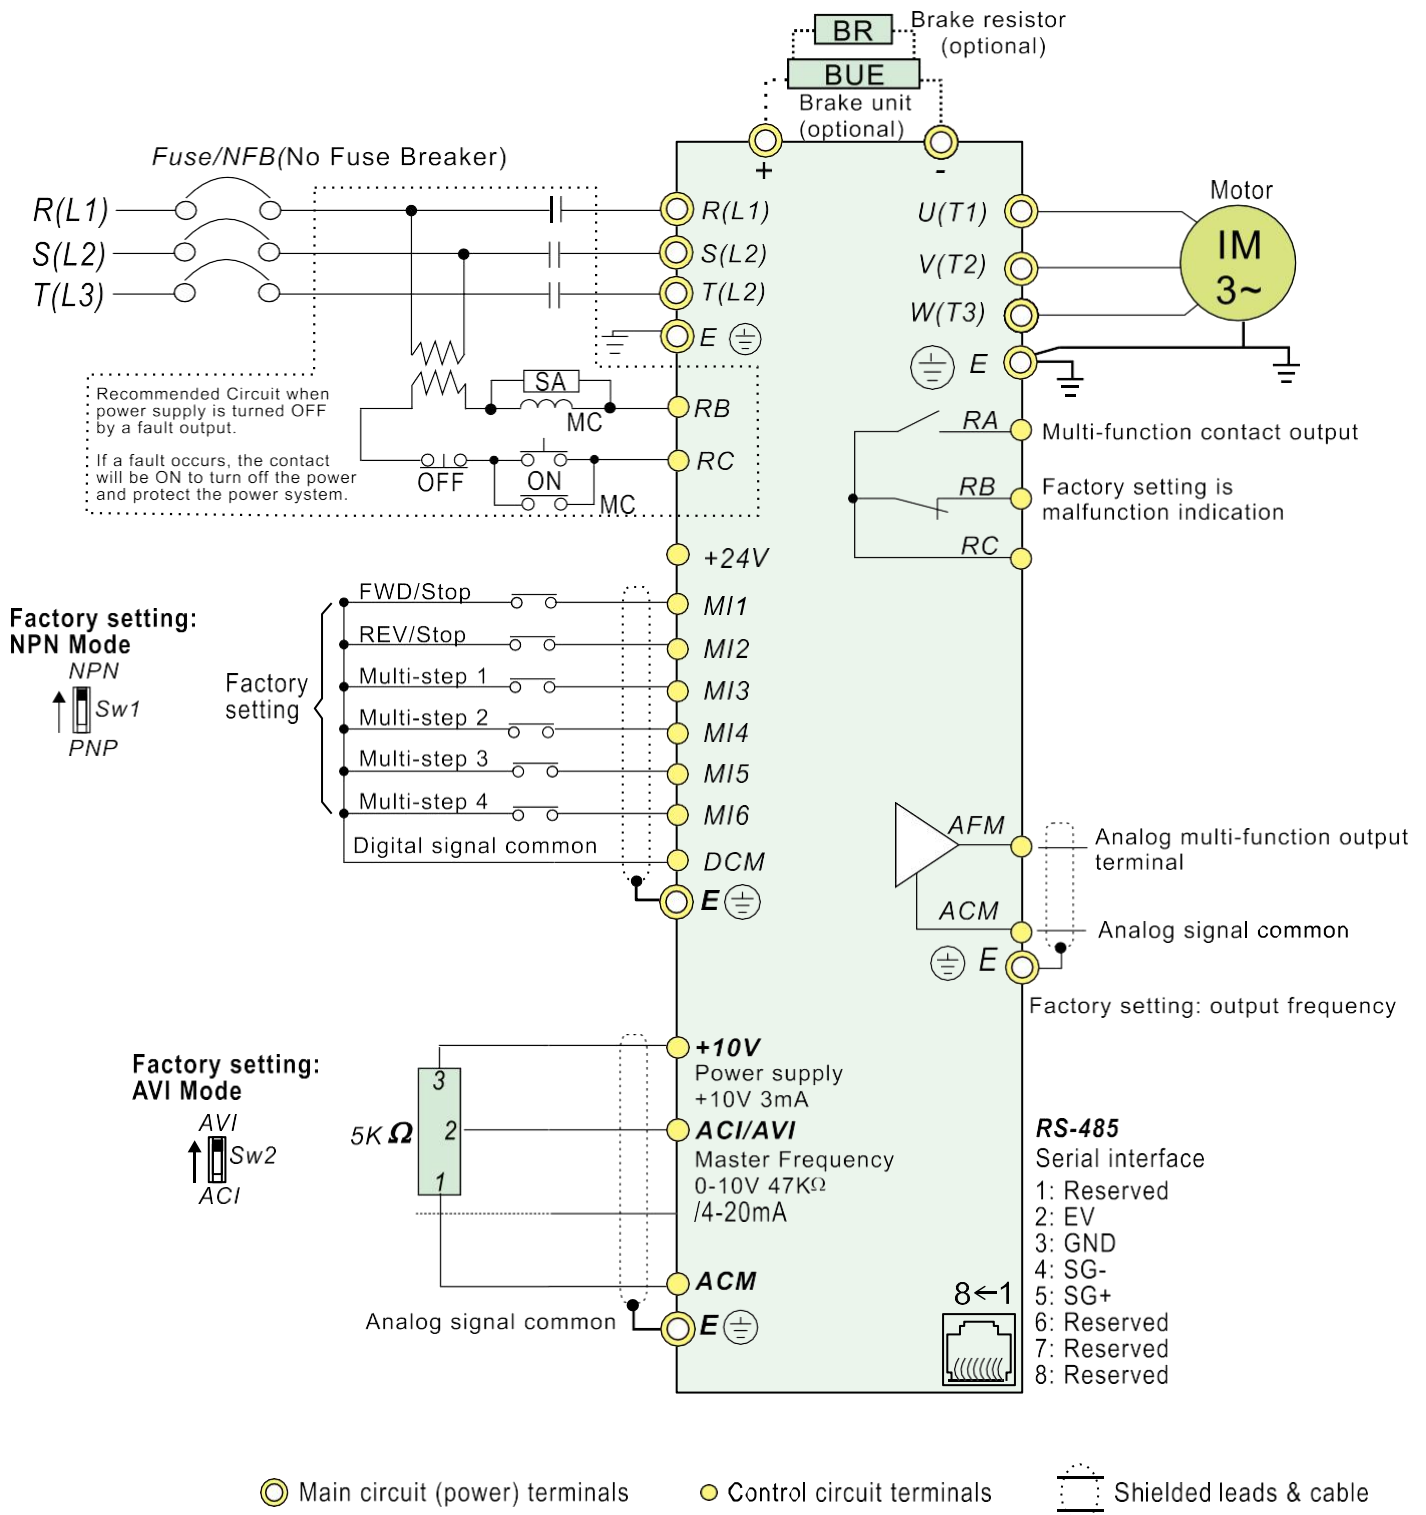 BR
Brake resistor
(optional)
BUE
Brake unit
(optional)
+
-
Fuse/NFB(No Fuse Breaker)
R(L1)
S(L2)
T(L3)
R(L1)
S(L2)
T(L2)
E
U(T1)
V(T2)
W(T3)
E
Motor
IM
3~
Recommended Circuit when
power supply is turned OFF
by a fault output.
If a fault occurs, the contact
will be ON to turn off the power
and protect the power system.
SA
MC
OFF
ON
MC
RB
RC
RA
Multi-function contact output
RB
Factory setting is
malfunction indication
RC
+24V
Factory setting:
NPN Mode
NPN
Sw1
PNP
Factory
setting
FWD/Stop
REV/Stop
Multi-step 1
Multi-step 2
Multi-step 3
Multi-step 4
Digital signal common
MI1
MI2
MI3
MI4
MI5
MI6
DCM
E
AFM
Analog multi-function output
terminal
ACM
Analog signal common
E
Factory setting: output frequency
Factory setting:
AVI Mode
AVI
Sw2
ACI
5K Ω
3
2
1
+10V
Power supply
+10V 3mA
ACI/AVI
Master Frequency
0-10V 47KΩ
/4-20mA
ACM
Analog signal common
E
RS-485
Serial interface
1: Reserved
2: EV
3: GND
4: SG-
5: SG+
6: Reserved
7: Reserved
8: Reserved
8←1
Main circuit (power) terminals
Control circuit terminals
Shielded leads & cable